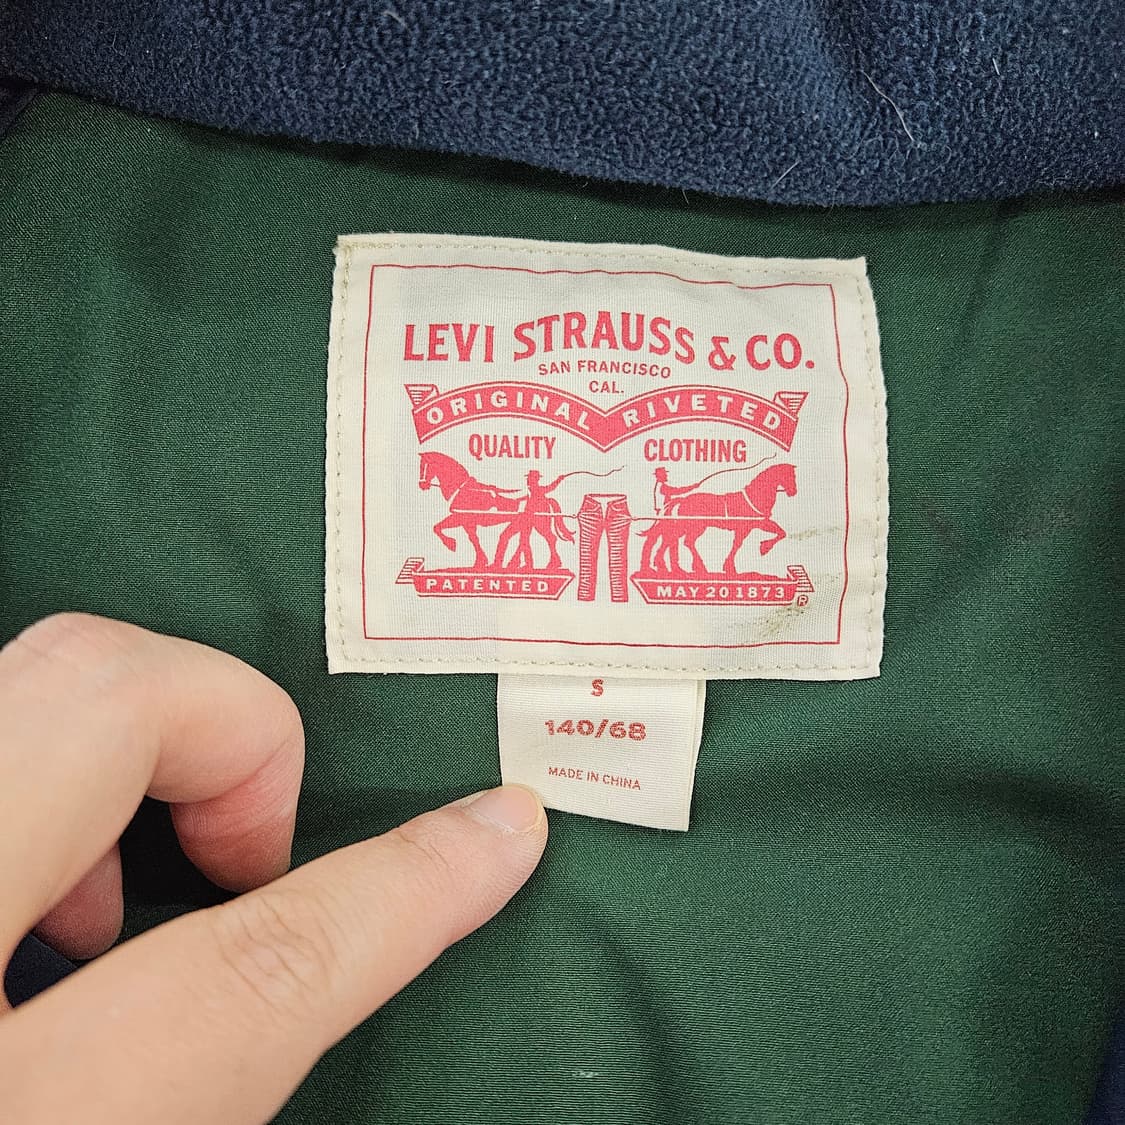 LEVI STRAUSS & CO.
SAN FRANCISCO
CAL.
ORIGINAL RIVETED
QUALITY CLOTHING
PATENTED MAY 20 1873 ®
S
140/68
MADE IN CHINA